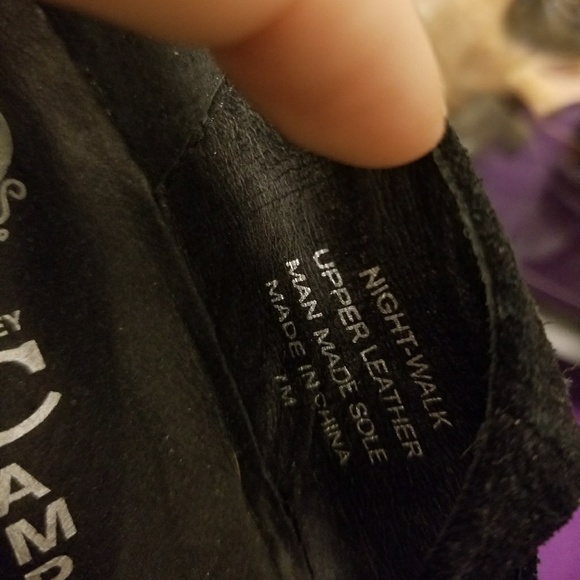 NIGHT-WALK
UPPER LEATHER
MAN MADE SOLE
MADE IN CHINA
7M